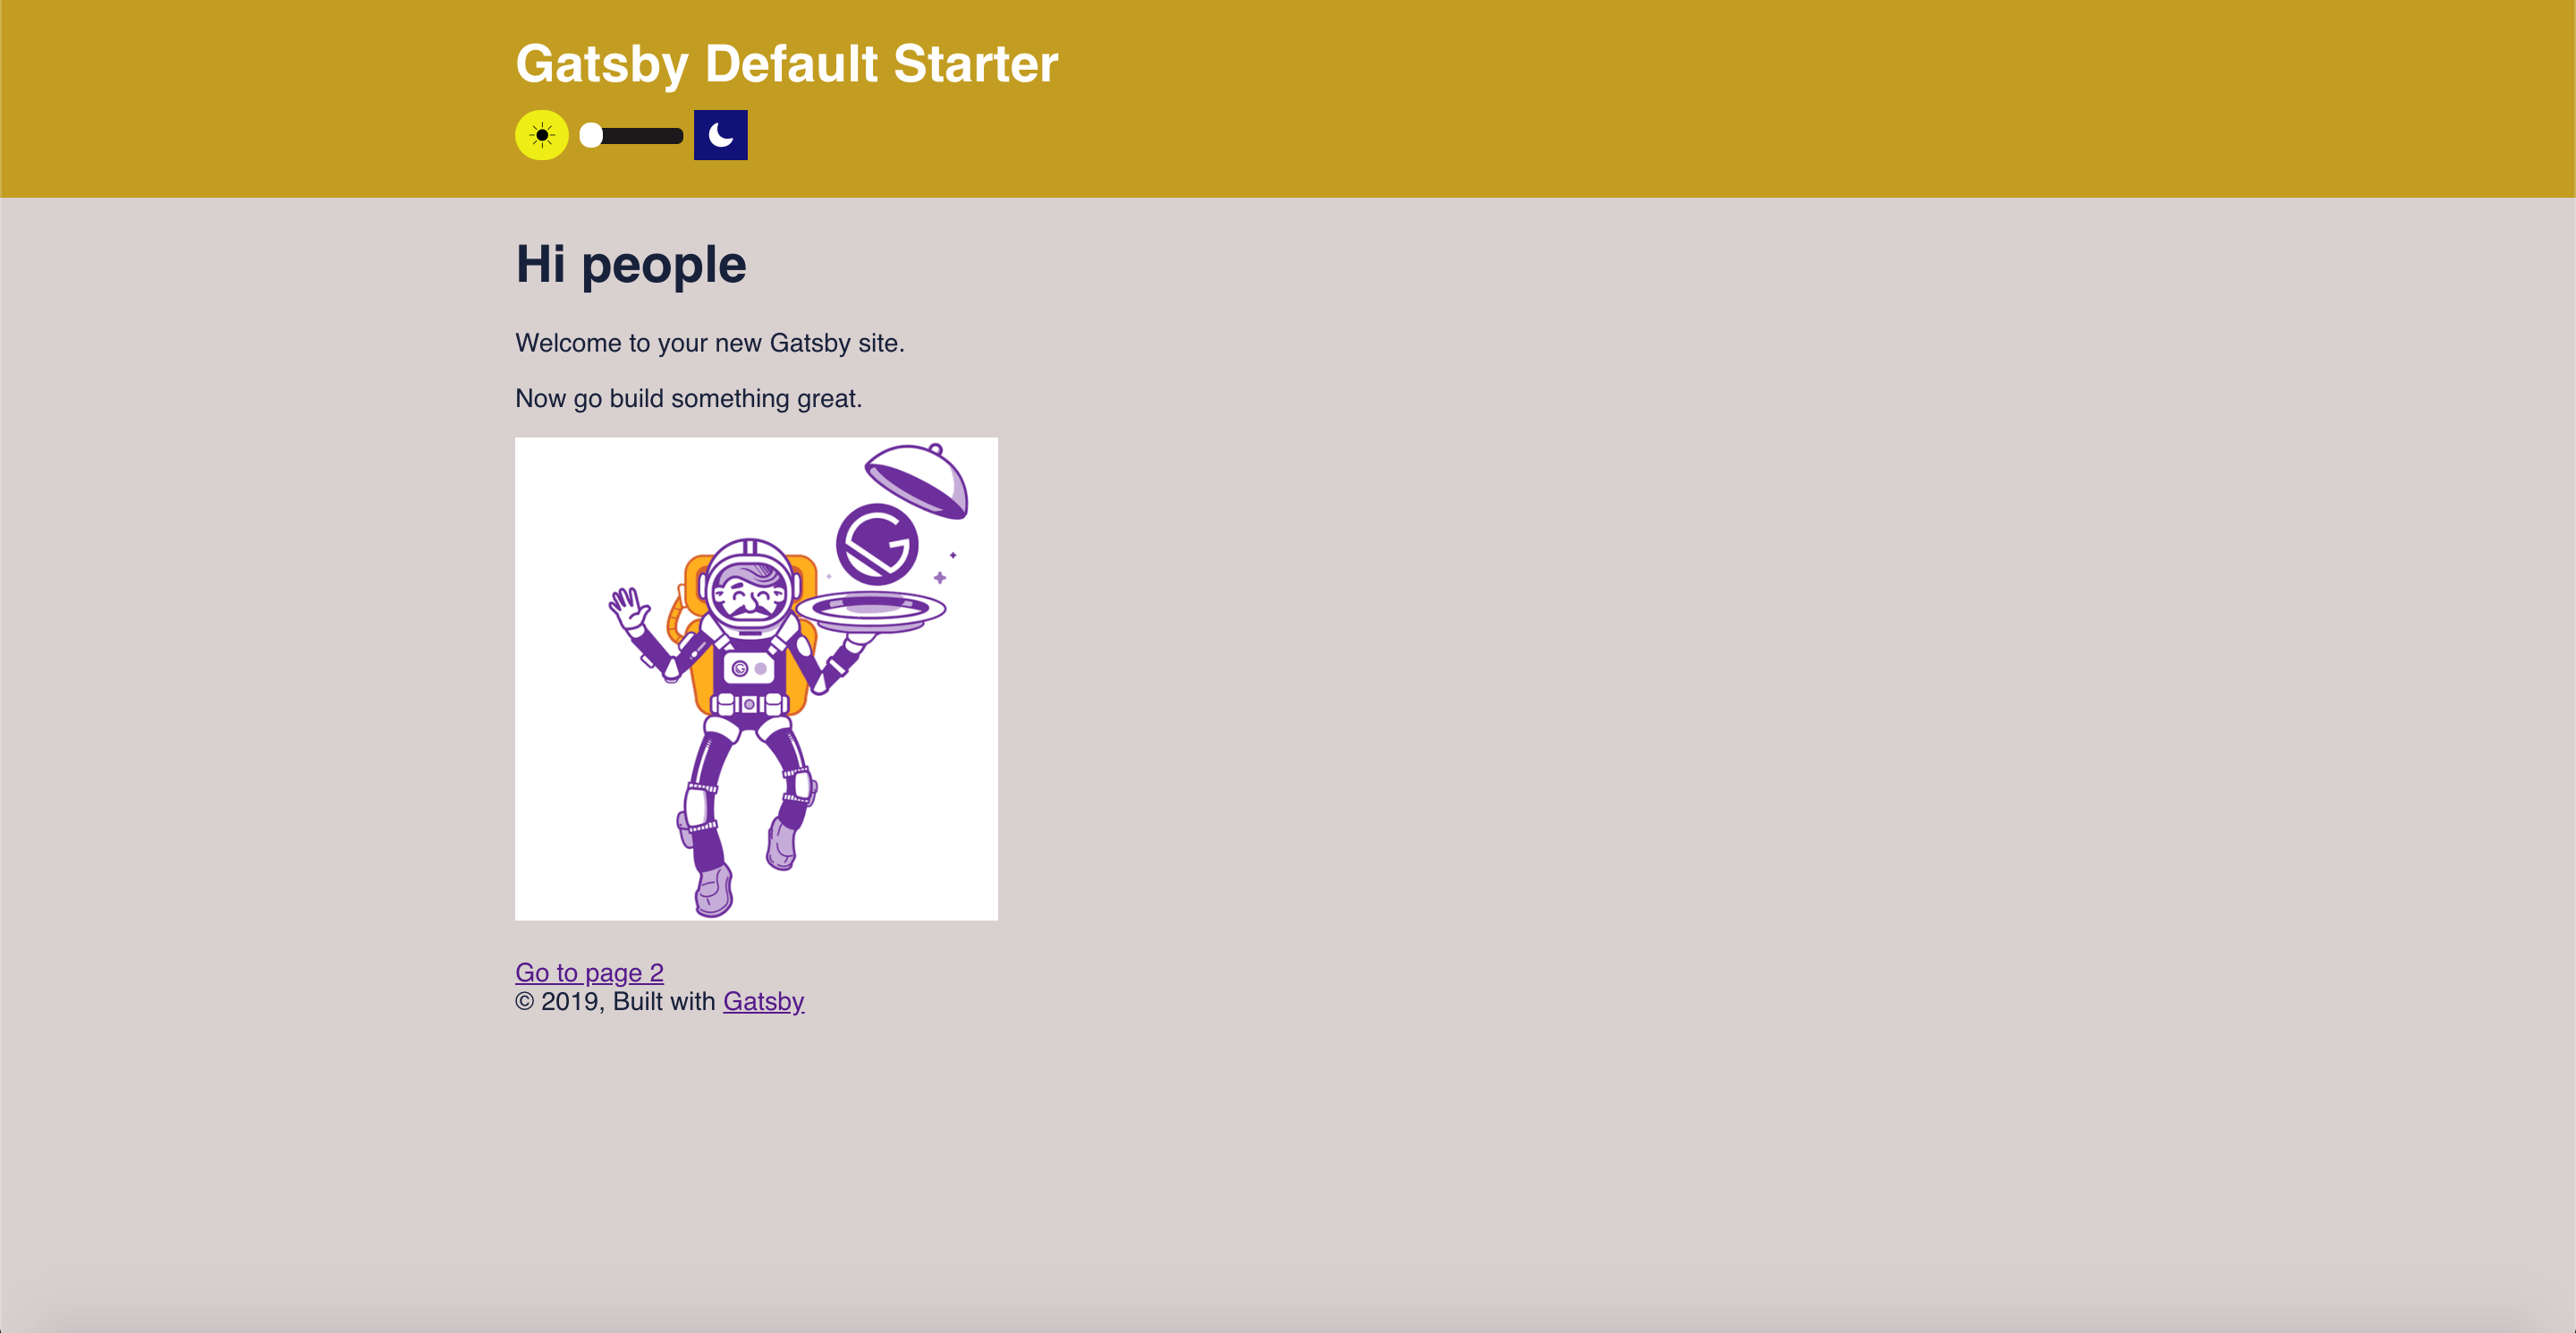 Gatsby Default Starter
Hi people
Welcome to your new Gatsby site.
Now go build something great.
Go to page 2
© 2019, Built with Gatsby